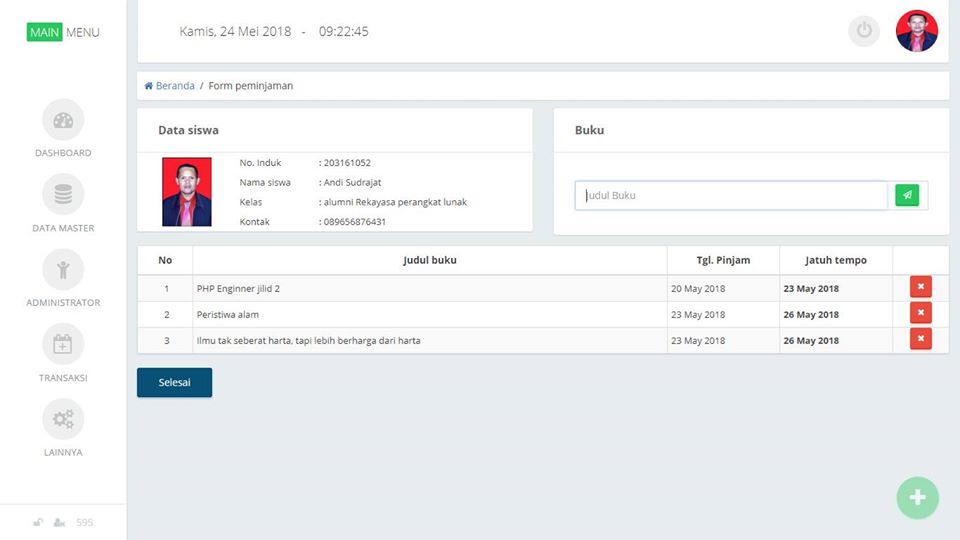 MAIN MENU
Kamis, 24 Mei 2018 - 09:22:45
Beranda / Form peminjaman
DASHBOARD
DATA MASTER
ADMINISTRATOR
TRANSAKSI
LAINNYA
595
Data siswa
No. Induk : 203161052
Nama siswa : Andi Sudrajat
Kelas : alumni Rekayasa perangkat lunak
Kontak : 089656876431
Buku
Judul Buku
No Judul buku Tgl. Pinjam Jatuh tempo
1 PHP Enginner jilid 2 20 May 2018 23 May 2018
2 Peristiwa alam 23 May 2018 26 May 2018
3 Ilmu tak seberat harta, tapi lebih berharga dari harta 23 May 2018 26 May 2018
Selesai